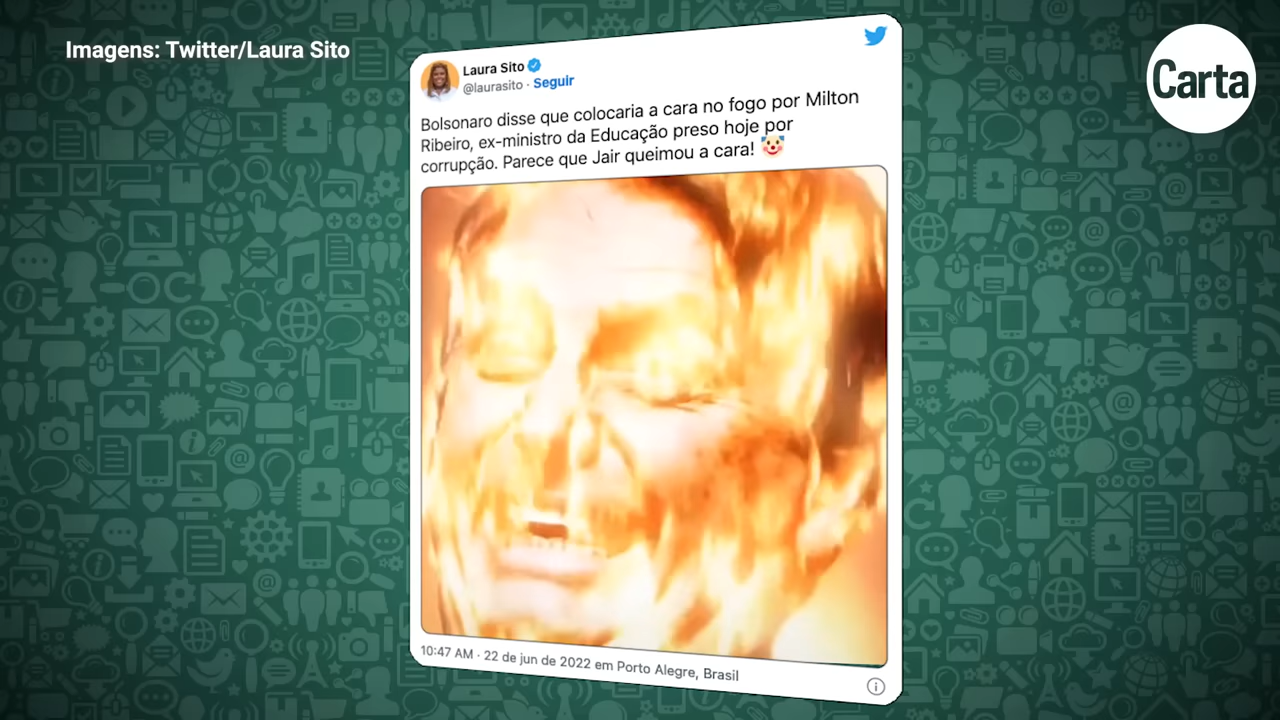 Imagens: Twitter/Laura Sito
Carta
Laura Sito
@laurasito · Seguir
Bolsonaro disse que colocaria a cara no fogo por Milton
Ribeiro, ex-ministro da Educação preso hoje por
corrupção. Parece que Jair queimou a cara! 🤡
10:47 AM · 22 de jun de 2022 em Porto Alegre, Brasil